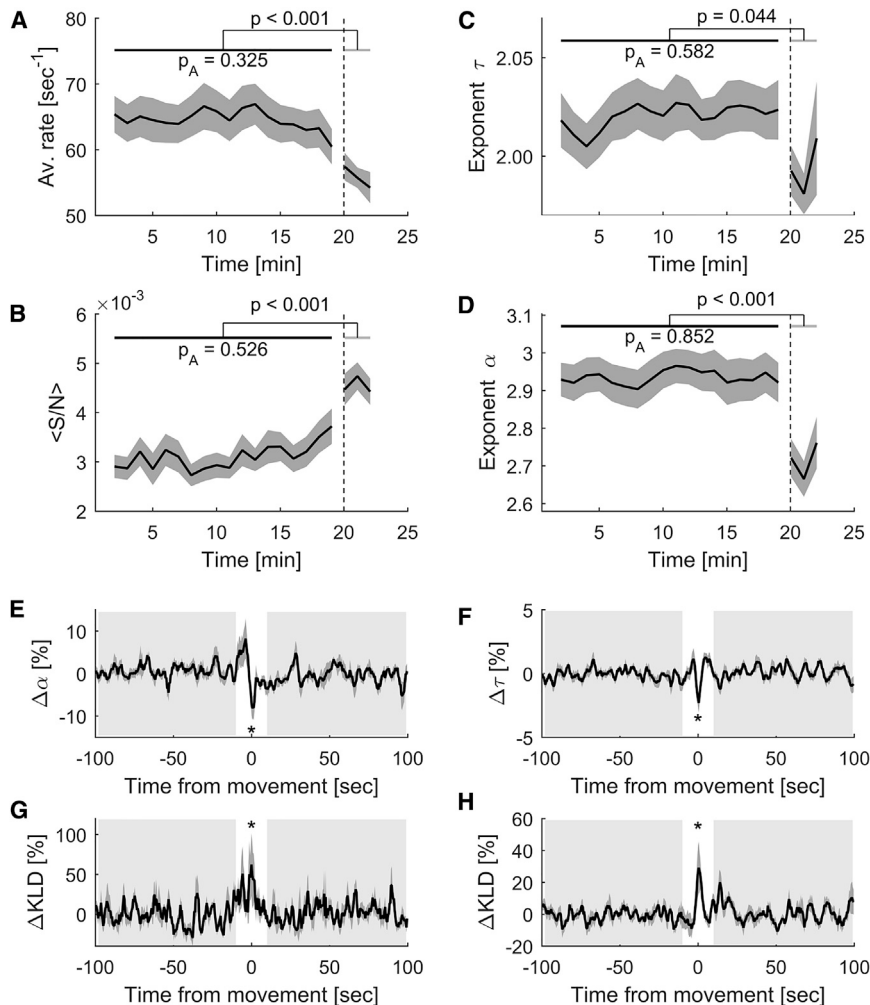 A
p < 0.001
80
p_A = 0.325
70
60
50
Av. rate [sec⁻¹]
5 10 15 20 25
Time [min]
C
p = 0.044
p_A = 0.582
2.05
2.00
Exponent τ
5 10 15 20 25
Time [min]
B
×10⁻³
p < 0.001
6
p_A = 0.526
5
4
3
2
<S/N>
5 10 15 20 25
Time [min]
D
p < 0.001
3.1
p_A = 0.852
3
2.9
2.8
2.7
2.6
Exponent α
5 10 15 20 25
Time [min]
E
10
0
-10
Δα [%]
*
-100 -50 0 50 100
Time from movement [sec]
F
5
0
-5
Δτ [%]
*
-100 -50 0 50 100
Time from movement [sec]
G
*
100
50
0
ΔKLD [%]
-100 -50 0 50 100
Time from movement [sec]
H
*
60
40
20
0
-20
ΔKLD [%]
-100 -50 0 50 100
Time from movement [sec]